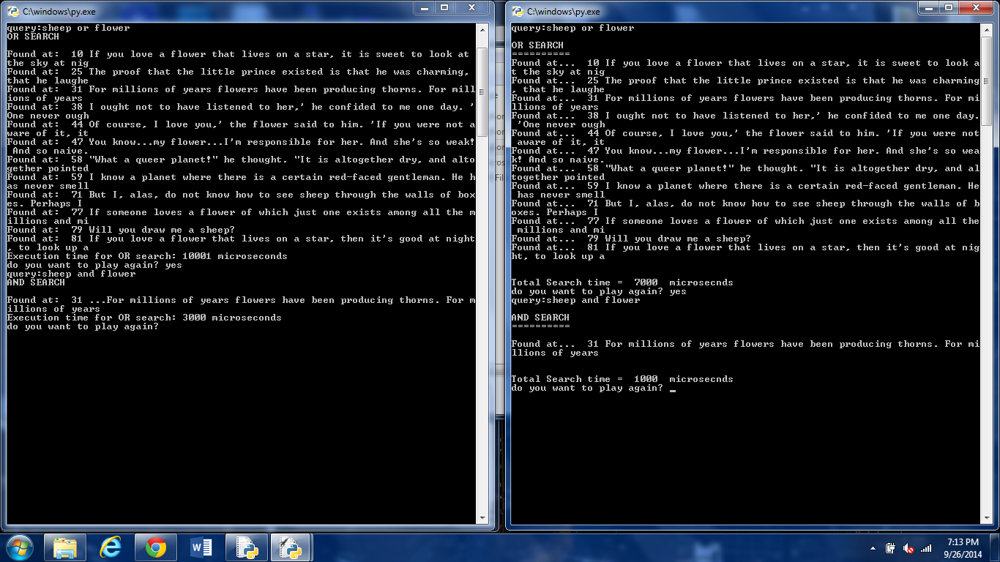 C:\windows\py.exe
query:sheep or flower
OR SEARCH
Found at:  10 If you love a flower that lives on a star, it is sweet to look at
the sky at nig
Found at:  25 The proof that the little prince existed is that he was charming,
that he laughe
Found at:  31 For millions of years flowers have been producing thorns. For mill
ions of years
Found at:  38 I ought not to have listened to her,' he confided to me one day. '
One never ough
Found at:  44 Of course, I love you,' the flower said to him. 'If you were not a
ware of it, it
Found at:  47 You know...my flower...I'm responsible for her. And she's so weak!
 And so naive.
Found at:  58 "What a queer planet!" he thought. "It is altogether dry, and alto
gether pointed
Found at:  59 I know a planet where there is a certain red-faced gentleman. He h
as never smell
Found at:  71 But I, alas, do not know how to see sheep through the walls of box
es. Perhaps I
Found at:  77 If someone loves a flower of which just one exists among all the m
illions and mi
Found at:  79 Will you draw me a sheep?
Found at:  81 If you love a flower that lives on a star, then it's good at night
, to look up a
Execution time for OR search: 10001 microseconds
do you want to play again? yes
query:sheep and flower
AND SEARCH
Found at:  31 ...For millions of years flowers have been producing thorns. For m
illions of years
Execution time for OR search: 3000 microseconds
do you want to play again?
C:\windows\py.exe
query:sheep or flower
OR SEARCH
==========
Found at...  10 If you love a flower that lives on a star, it is sweet to look a
t the sky at nig
Found at...  25 The proof that the little prince existed is that he was charming
, that he laughe
Found at...  31 For millions of years flowers have been producing thorns. For mi
llions of years
Found at...  38 I ought not to have listened to her,' he confided to me one day.
 'One never ough
Found at...  44 Of course, I love you,' the flower said to him. 'If you were not
 aware of it, it
Found at...  47 You know...my flower...I'm responsible for her. And she's so wea
k! And so naive.
Found at...  58 "What a queer planet!" he thought. "It is altogether dry, and al
together pointed
Found at...  59 I know a planet where there is a certain red-faced gentleman. He
 has never smell
Found at...  71 But I, alas, do not know how to see sheep through the walls of b
oxes. Perhaps I
Found at...  77 If someone loves a flower of which just one exists among all the
 millions and mi
Found at...  79 Will you draw me a sheep?
Found at...  81 If you love a flower that lives on a star, then it's good at nig
ht, to look up a
Total Search time =  7000  microsecnds
do you want to play again? yes
query:sheep and flower
AND SEARCH
==========
Found at...  31 For millions of years flowers have been producing thorns. For mi
llions of years
Total Search time =  1000  microsecnds
do you want to play again? _
7:13 PM
9/26/2014